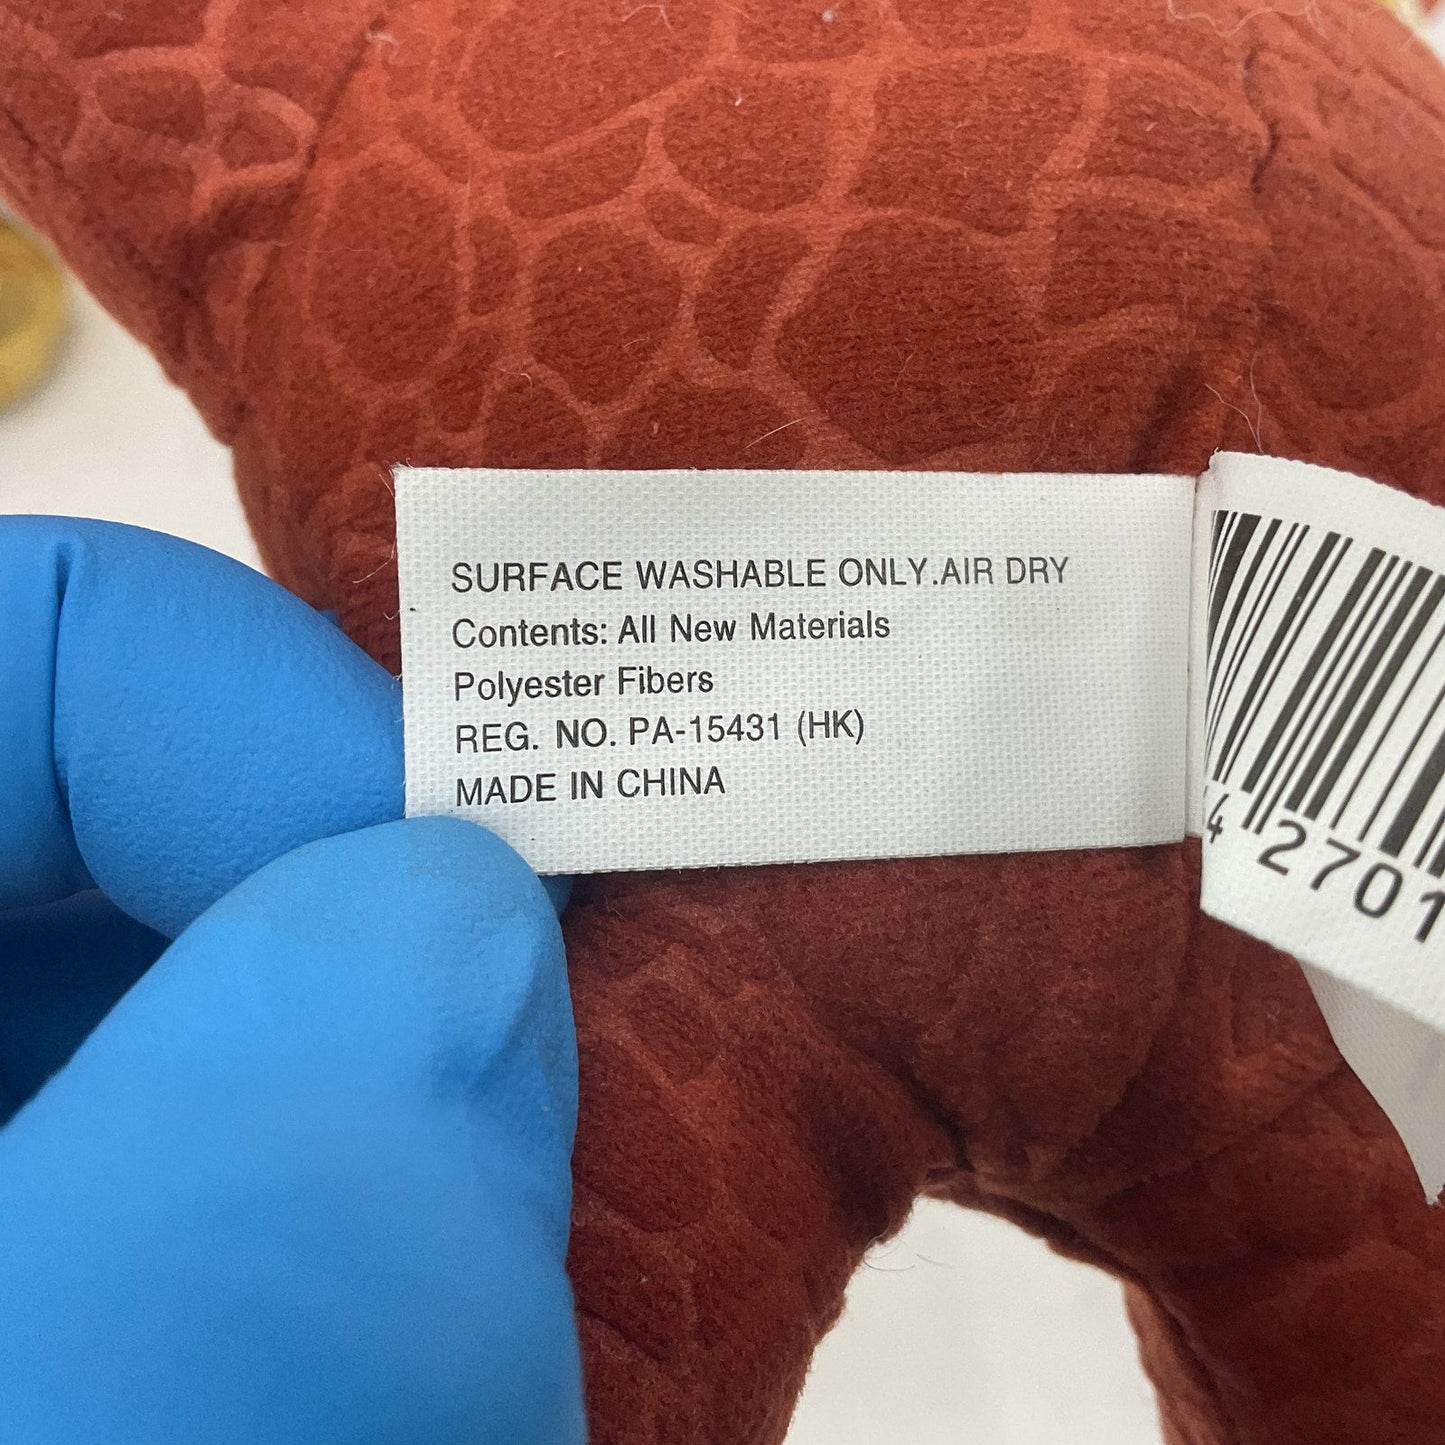 SURFACE WASHABLE ONLY.AIR DRY
Contents: All New Materials
Polyester Fibers
REG. NO. PA-15431 (HK)
MADE IN CHINA
4 2701